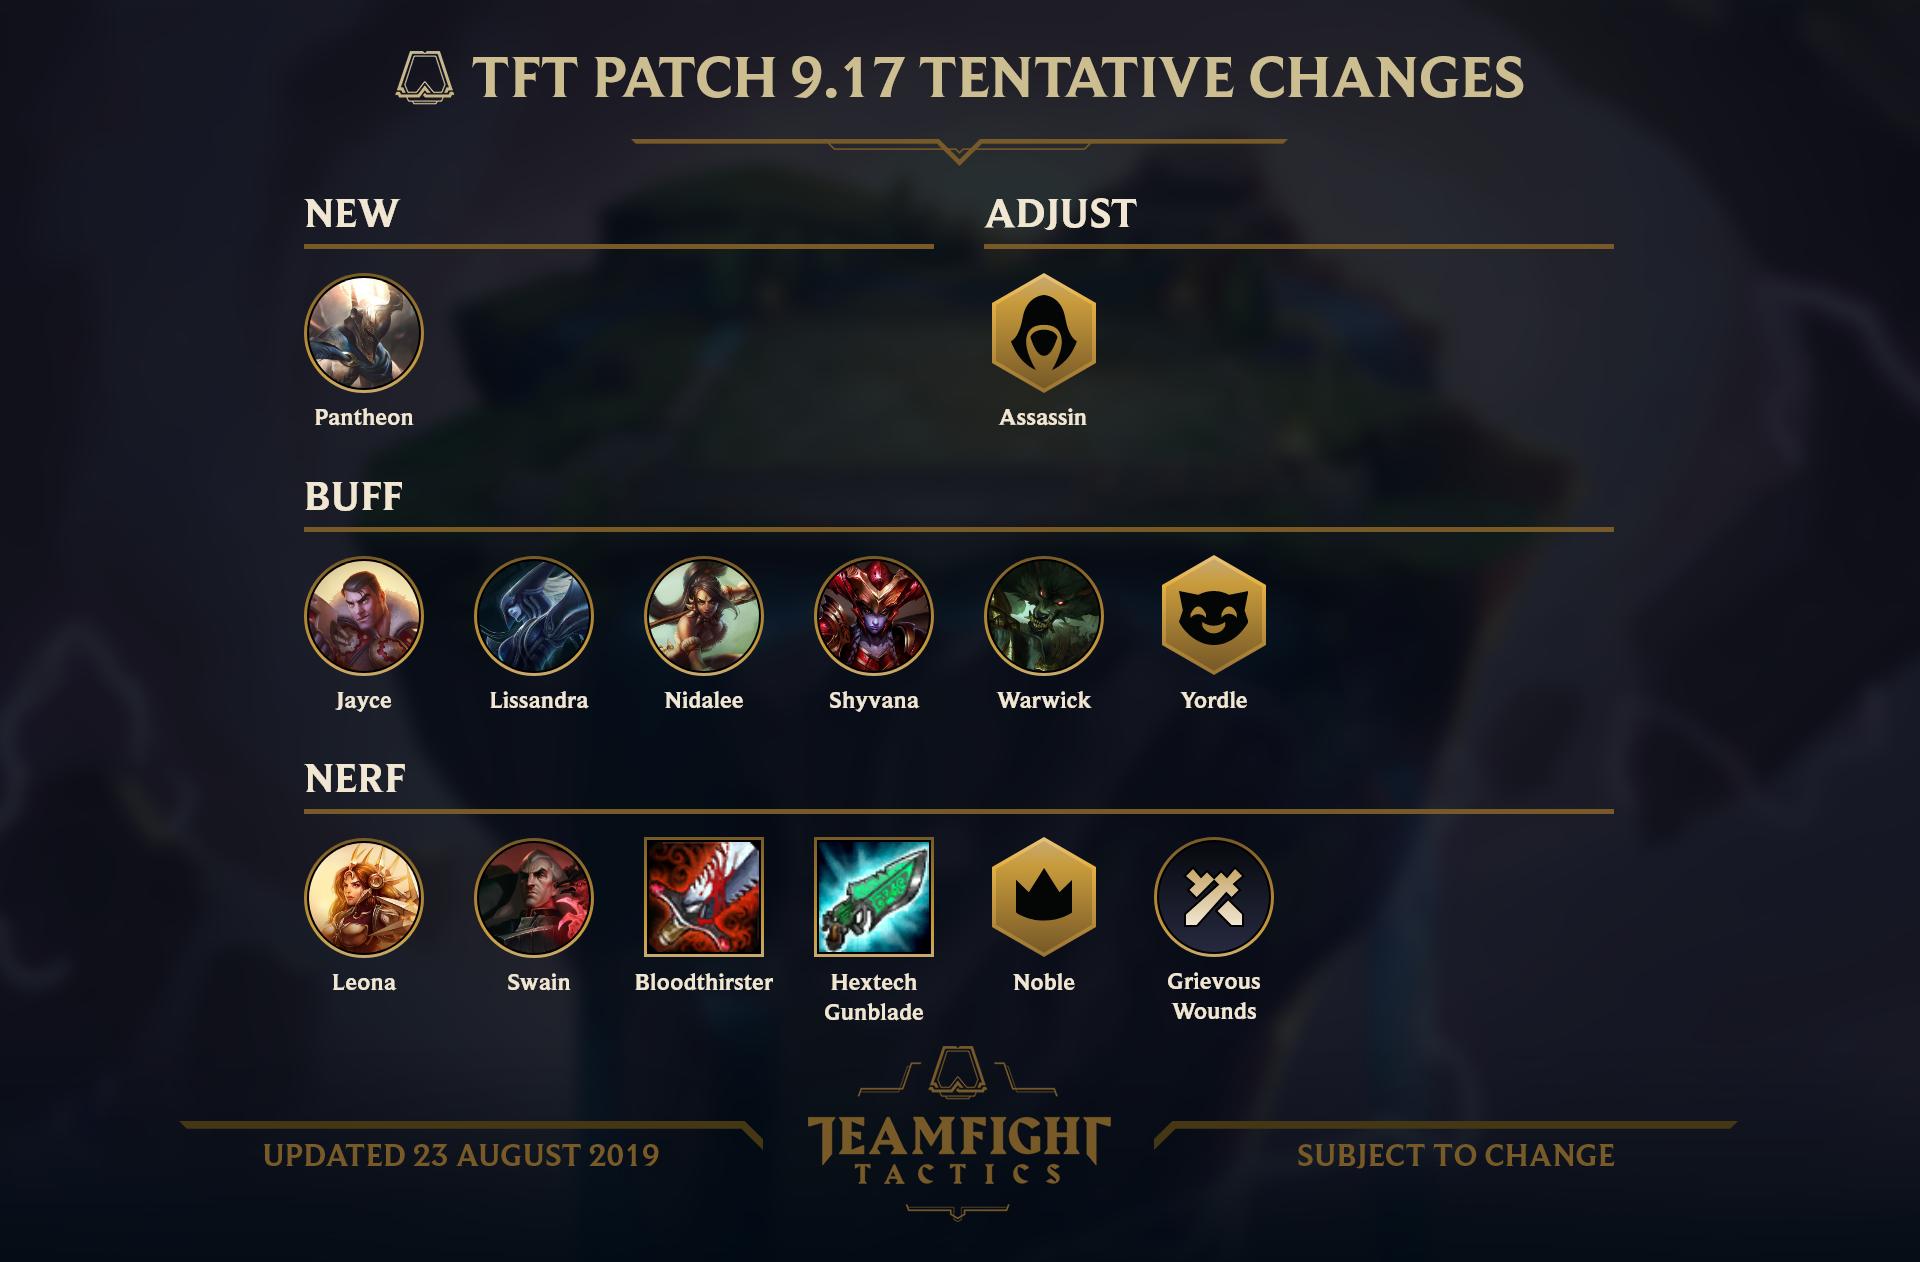 TFT PATCH 9.17 TENTATIVE CHANGES
NEW
ADJUST
Pantheon
Assassin
BUFF
Jayce
Lissandra
Nidalee
Shyvana
Warwick
Yordle
NERF
Leona
Swain
Bloodthirster
Hextech
Gunblade
Noble
Grievous
Wounds
UPDATED 23 AUGUST 2019
TEAMFIGHT
TACTICS
SUBJECT TO CHANGE